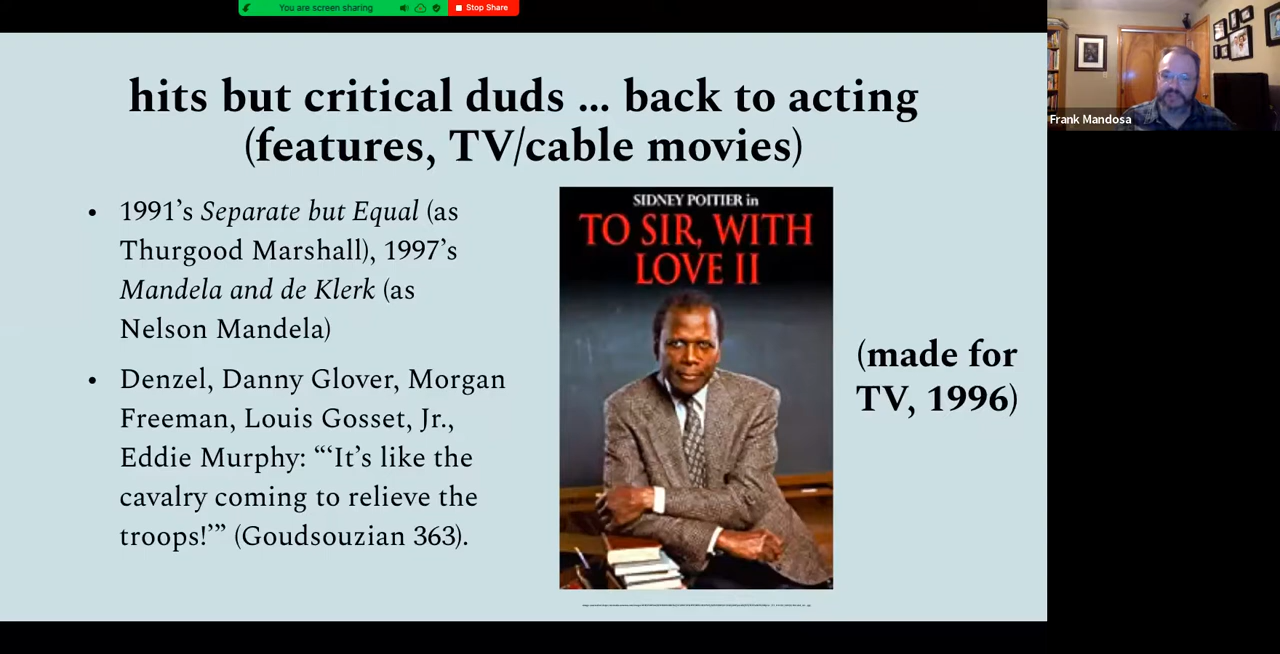 You are screen sharing
Stop Share
hits but critical duds ... back to acting
(features, TV/cable movies)
• 1991’s Separate but Equal (as
Thurgood Marshall), 1997’s
Mandela and de Klerk (as
Nelson Mandela)
• Denzel, Danny Glover, Morgan
Freeman, Louis Gosset, Jr.,
Eddie Murphy: “‘It’s like the
cavalry coming to relieve the
troops!’” (Goudsouzian 363).
SIDNEY POITIER in
TO SIR, WITH
LOVE II
(made for
TV, 1996)
Frank Mandosa